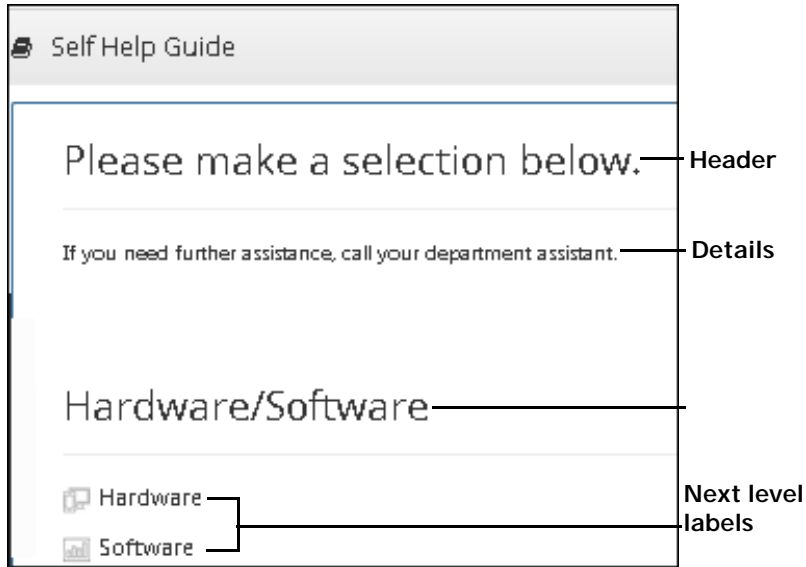 Self Help Guide
Please make a selection below.
Header
If you need further assistance, call your department assistant.
Details
Hardware/Software
Hardware
Software
Next level
labels